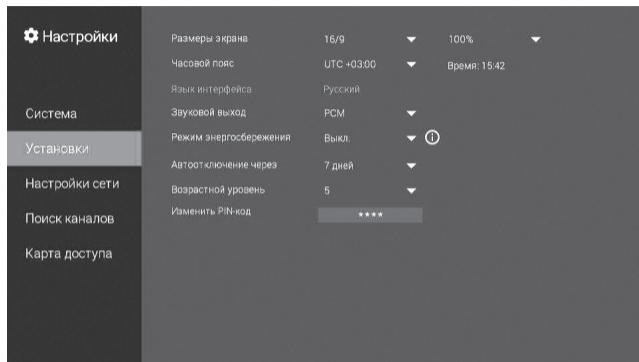 Настройки
Система
Установки
Настройки сети
Поиск каналов
Карта доступа
Размеры экрана 16/9 100%
Часовой пояс UTC +03:00 Время: 15:42
Язык интерфейса Русский
Звуковой выход PCM
Режим энергосбережения Выкл.
Автоотключение через 7 дней
Возрастной уровень 5
Изменить PIN-код ****